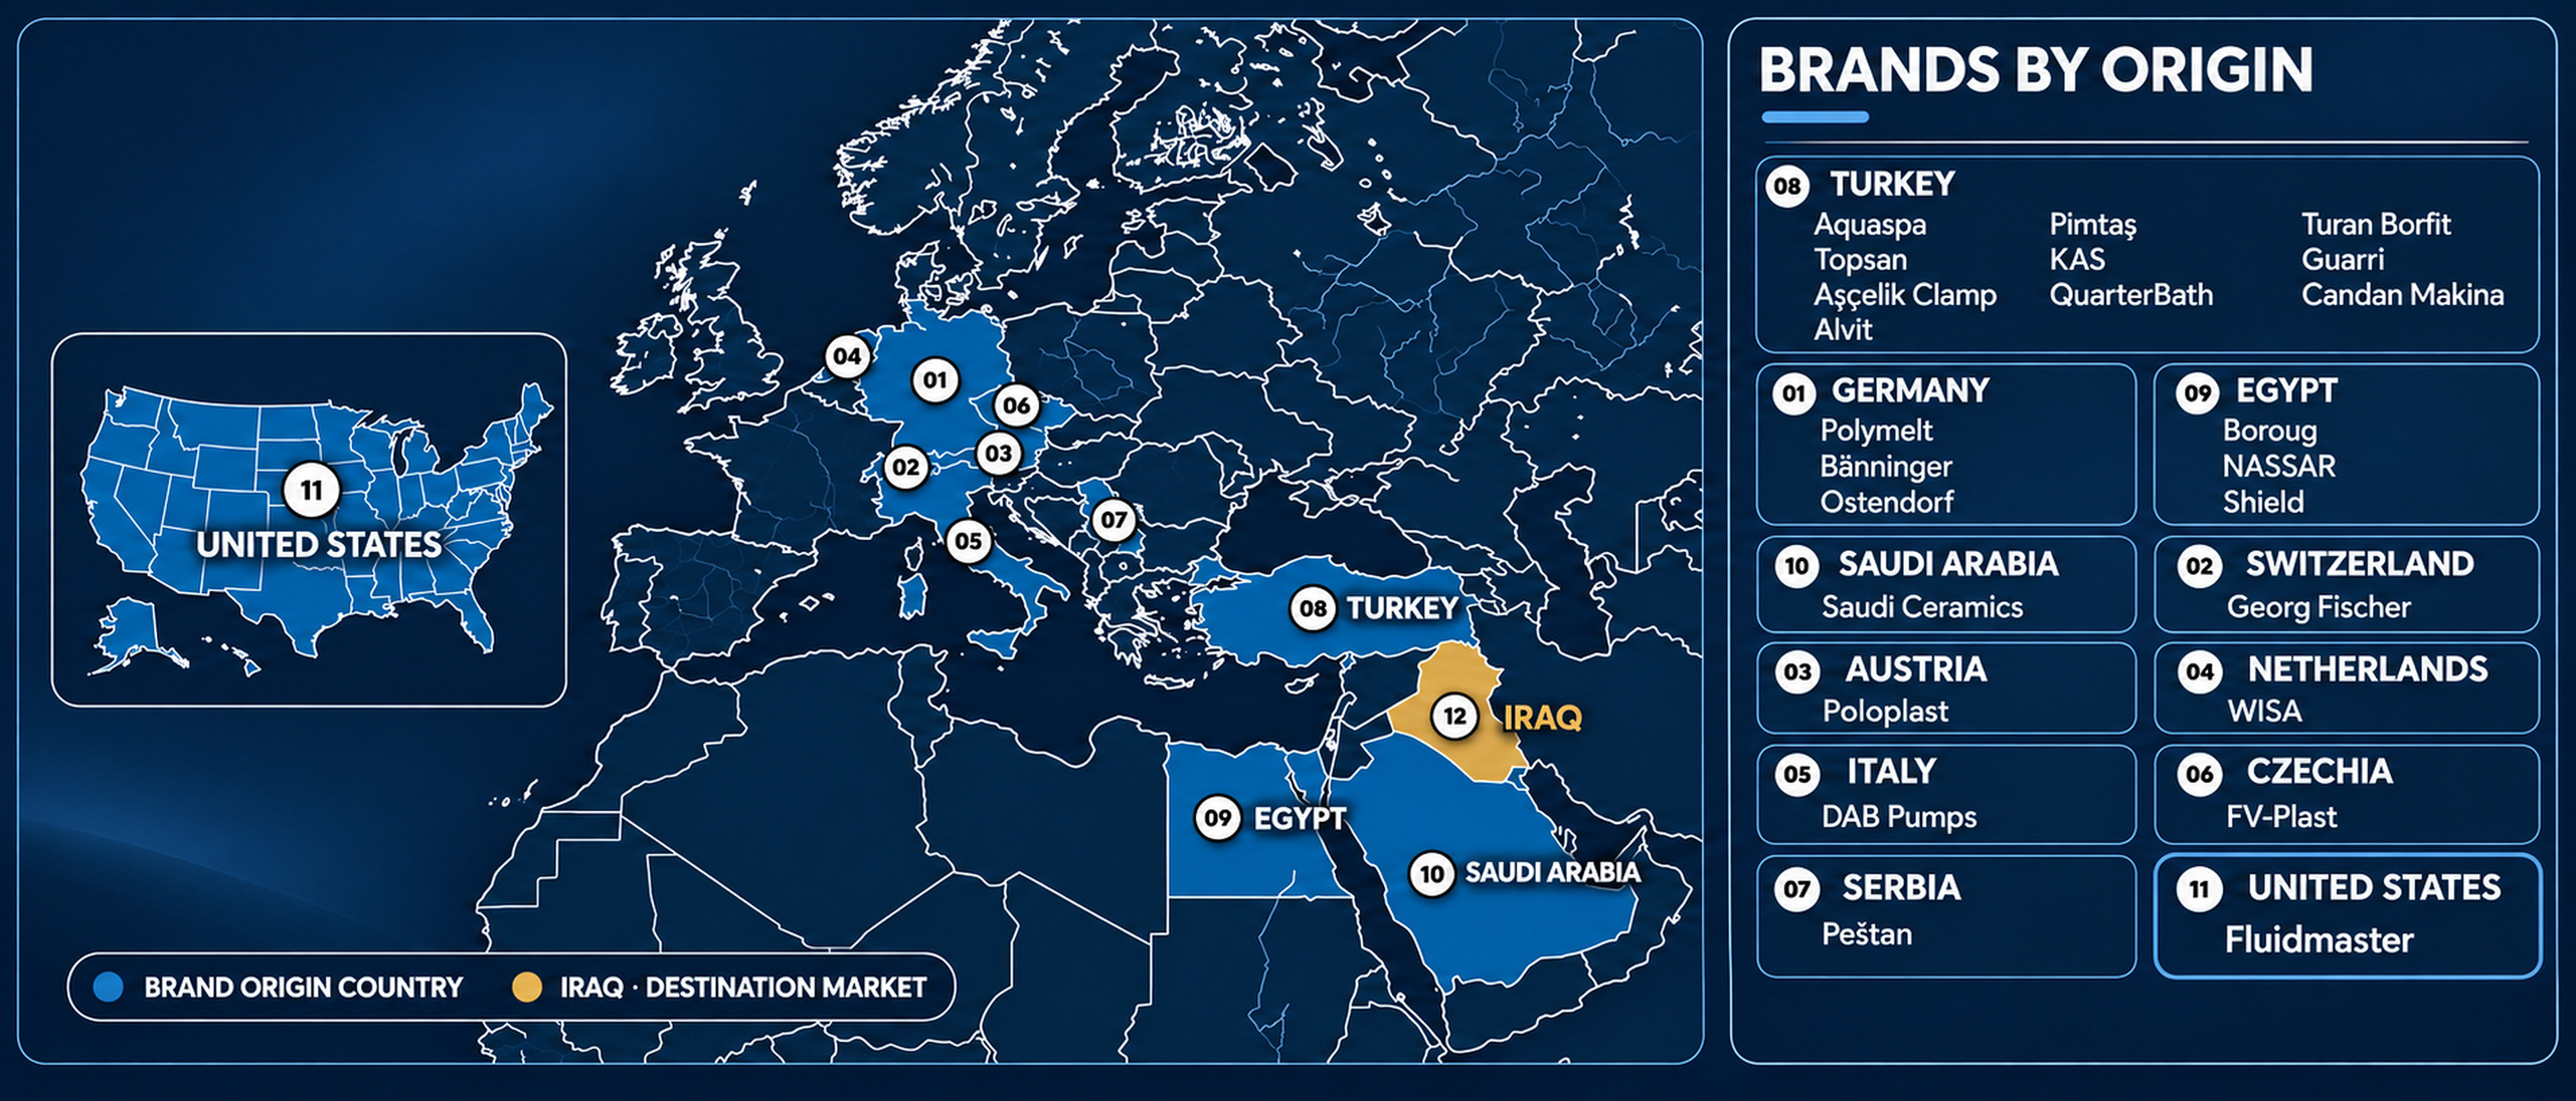 04
01
06
03
02
07
05
11
UNITED STATES
08 TURKEY
12 IRAQ
09 EGYPT
10 SAUDI ARABIA
BRAND ORIGIN COUNTRY
IRAQ · DESTINATION MARKET
BRANDS BY ORIGIN
08 TURKEY
Aquaspa Pimtaş Turan Borfit
Topsan KAS Guarri
Aşçelik Clamp QuarterBath Candan Makina
Alvit
01 GERMANY
Polymelt
Bänninger
Ostendorf
09 EGYPT
Boroug
NASSAR
Shield
10 SAUDI ARABIA
Saudi Ceramics
02 SWITZERLAND
Georg Fischer
03 AUSTRIA
Poloplast
04 NETHERLANDS
WISA
05 ITALY
DAB Pumps
06 CZECHIA
FV-Plast
07 SERBIA
Peštan
11 UNITED STATES
Fluidmaster